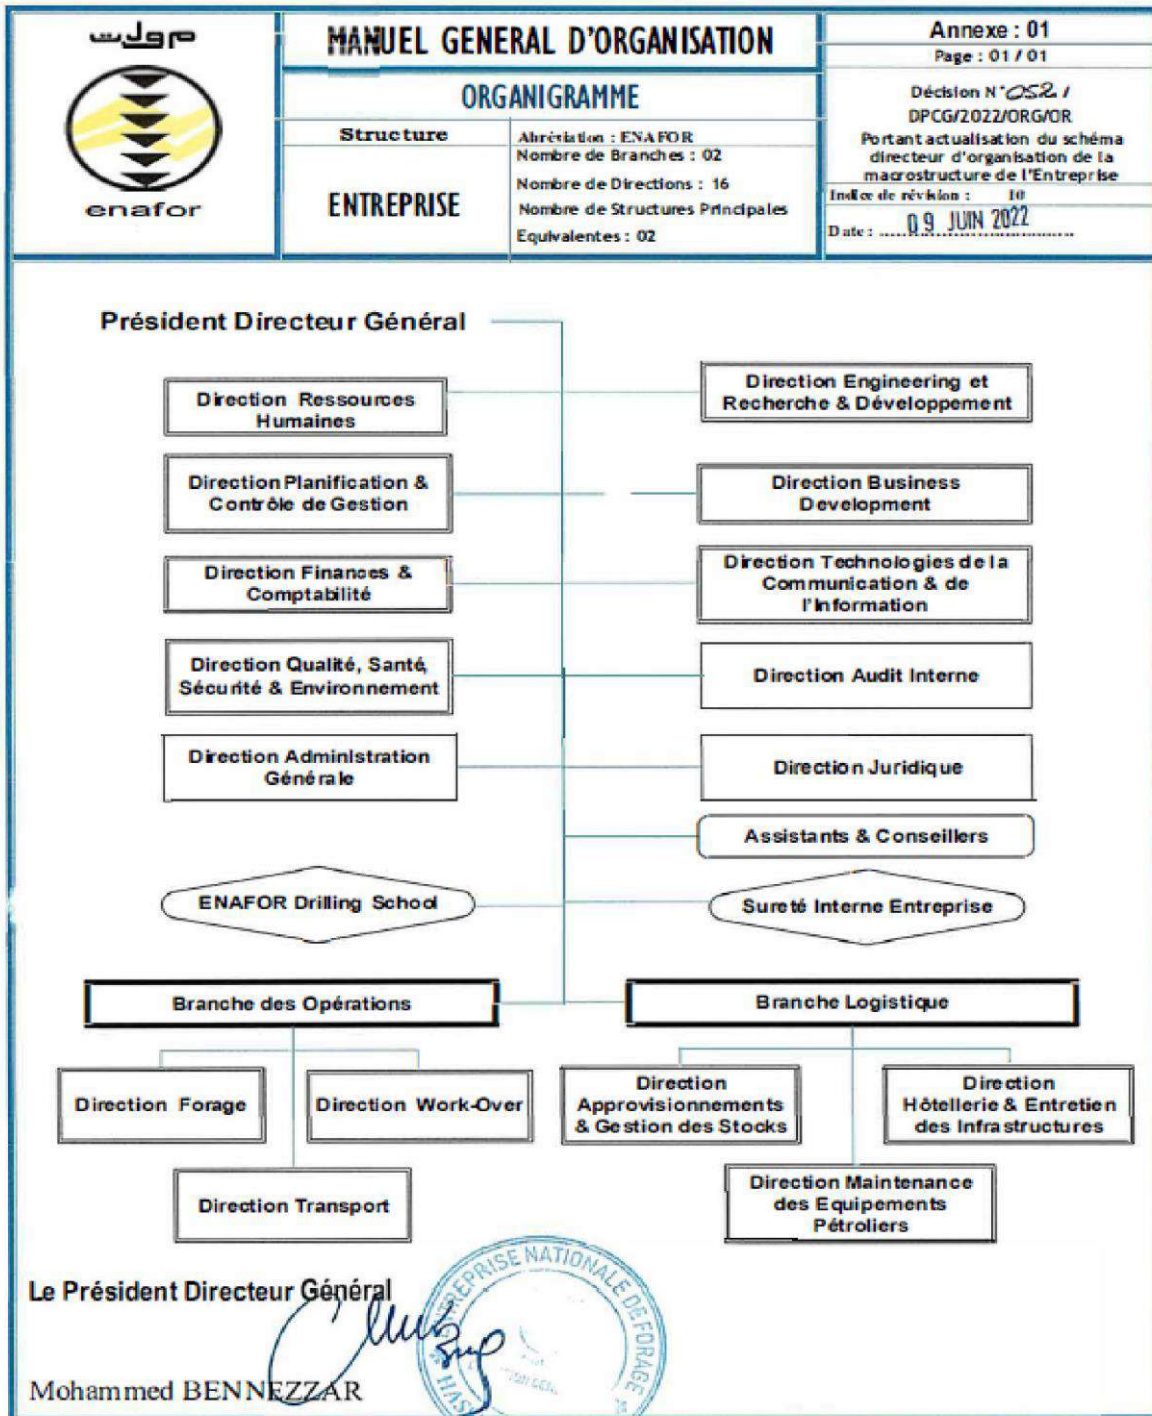 مولت
enafor
MANUEL GENERAL D'ORGANISATION
ORGANIGRAMME
Structure
ENTREPRISE
Abréviation : ENAFOR
Nombre de Branches : 02
Nombre de Directions : 16
Nombre de Structures Principales
Equivalentes : 02
Annexe : 01
Page : 01 / 01
Décision N° 052 /
DPCG/2022/ORG/OR
Portant actualisation du schéma
directeur d'organisation de la
macrostructure de l'Entreprise
Indice de révision : 10
Date : 09 JUIN 2022
Président Directeur Général
Direction Ressources
Humaines
Direction Engineering et
Recherche & Développement
Direction Planification &
Contrôle de Gestion
Direction Business
Development
Direction Finances &
Comptabilité
Direction Technologies de la
Communication & de
l'Information
Direction Qualité, Santé,
Sécurité & Environnement
Direction Audit Interne
Direction Administration
Générale
Direction Juridique
Assistants & Conseillers
ENAFOR Drilling School
Sureté Interne Entreprise
Branche des Opérations
Branche Logistique
Direction Forage
Direction Work-Over
Direction
Approvisionnements
& Gestion des Stocks
Direction
Hôtellerie & Entretien
des Infrastructures
Direction Transport
Direction Maintenance
des Equipements
Pétroliers
Le Président Directeur Général
Mohammed BENNEZZAR
ENTREPRISE NATIONALE DE FORAGE